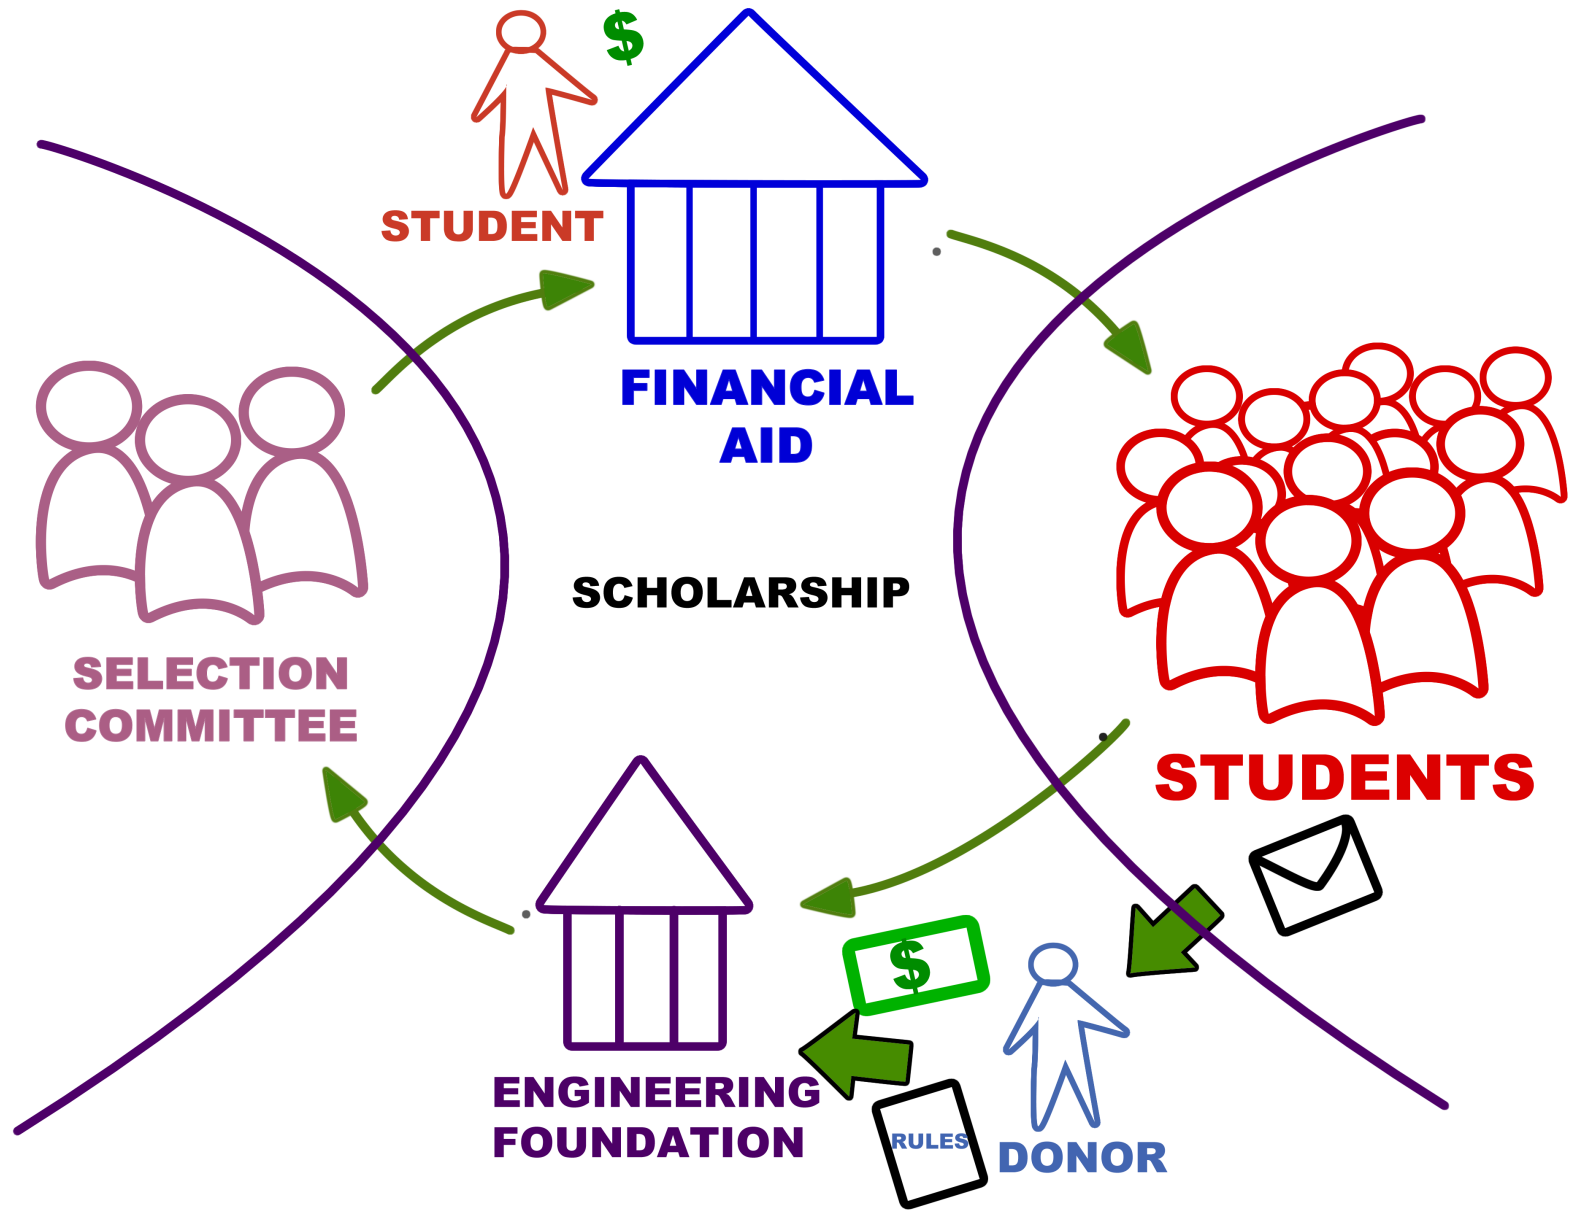 $
STUDENT
FINANCIAL
AID
SCHOLARSHIP
SELECTION
COMMITTEE
STUDENTS
$
ENGINEERING
FOUNDATION
RULES
DONOR